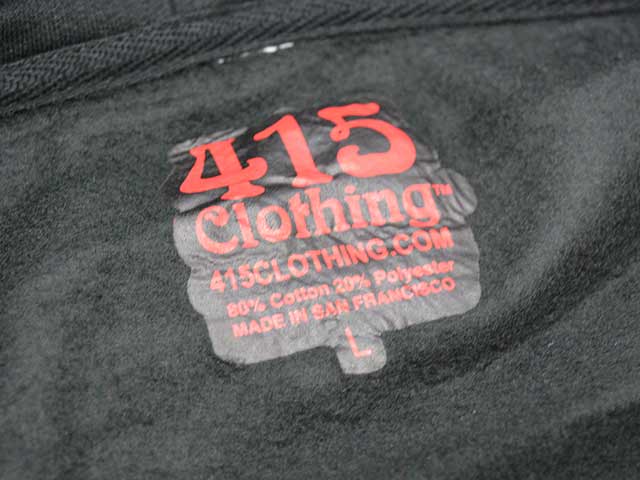 415
Clothing™
415CLOTHING.COM
80% Cotton 20% Polyester
MADE IN SAN FRANCISCO
L